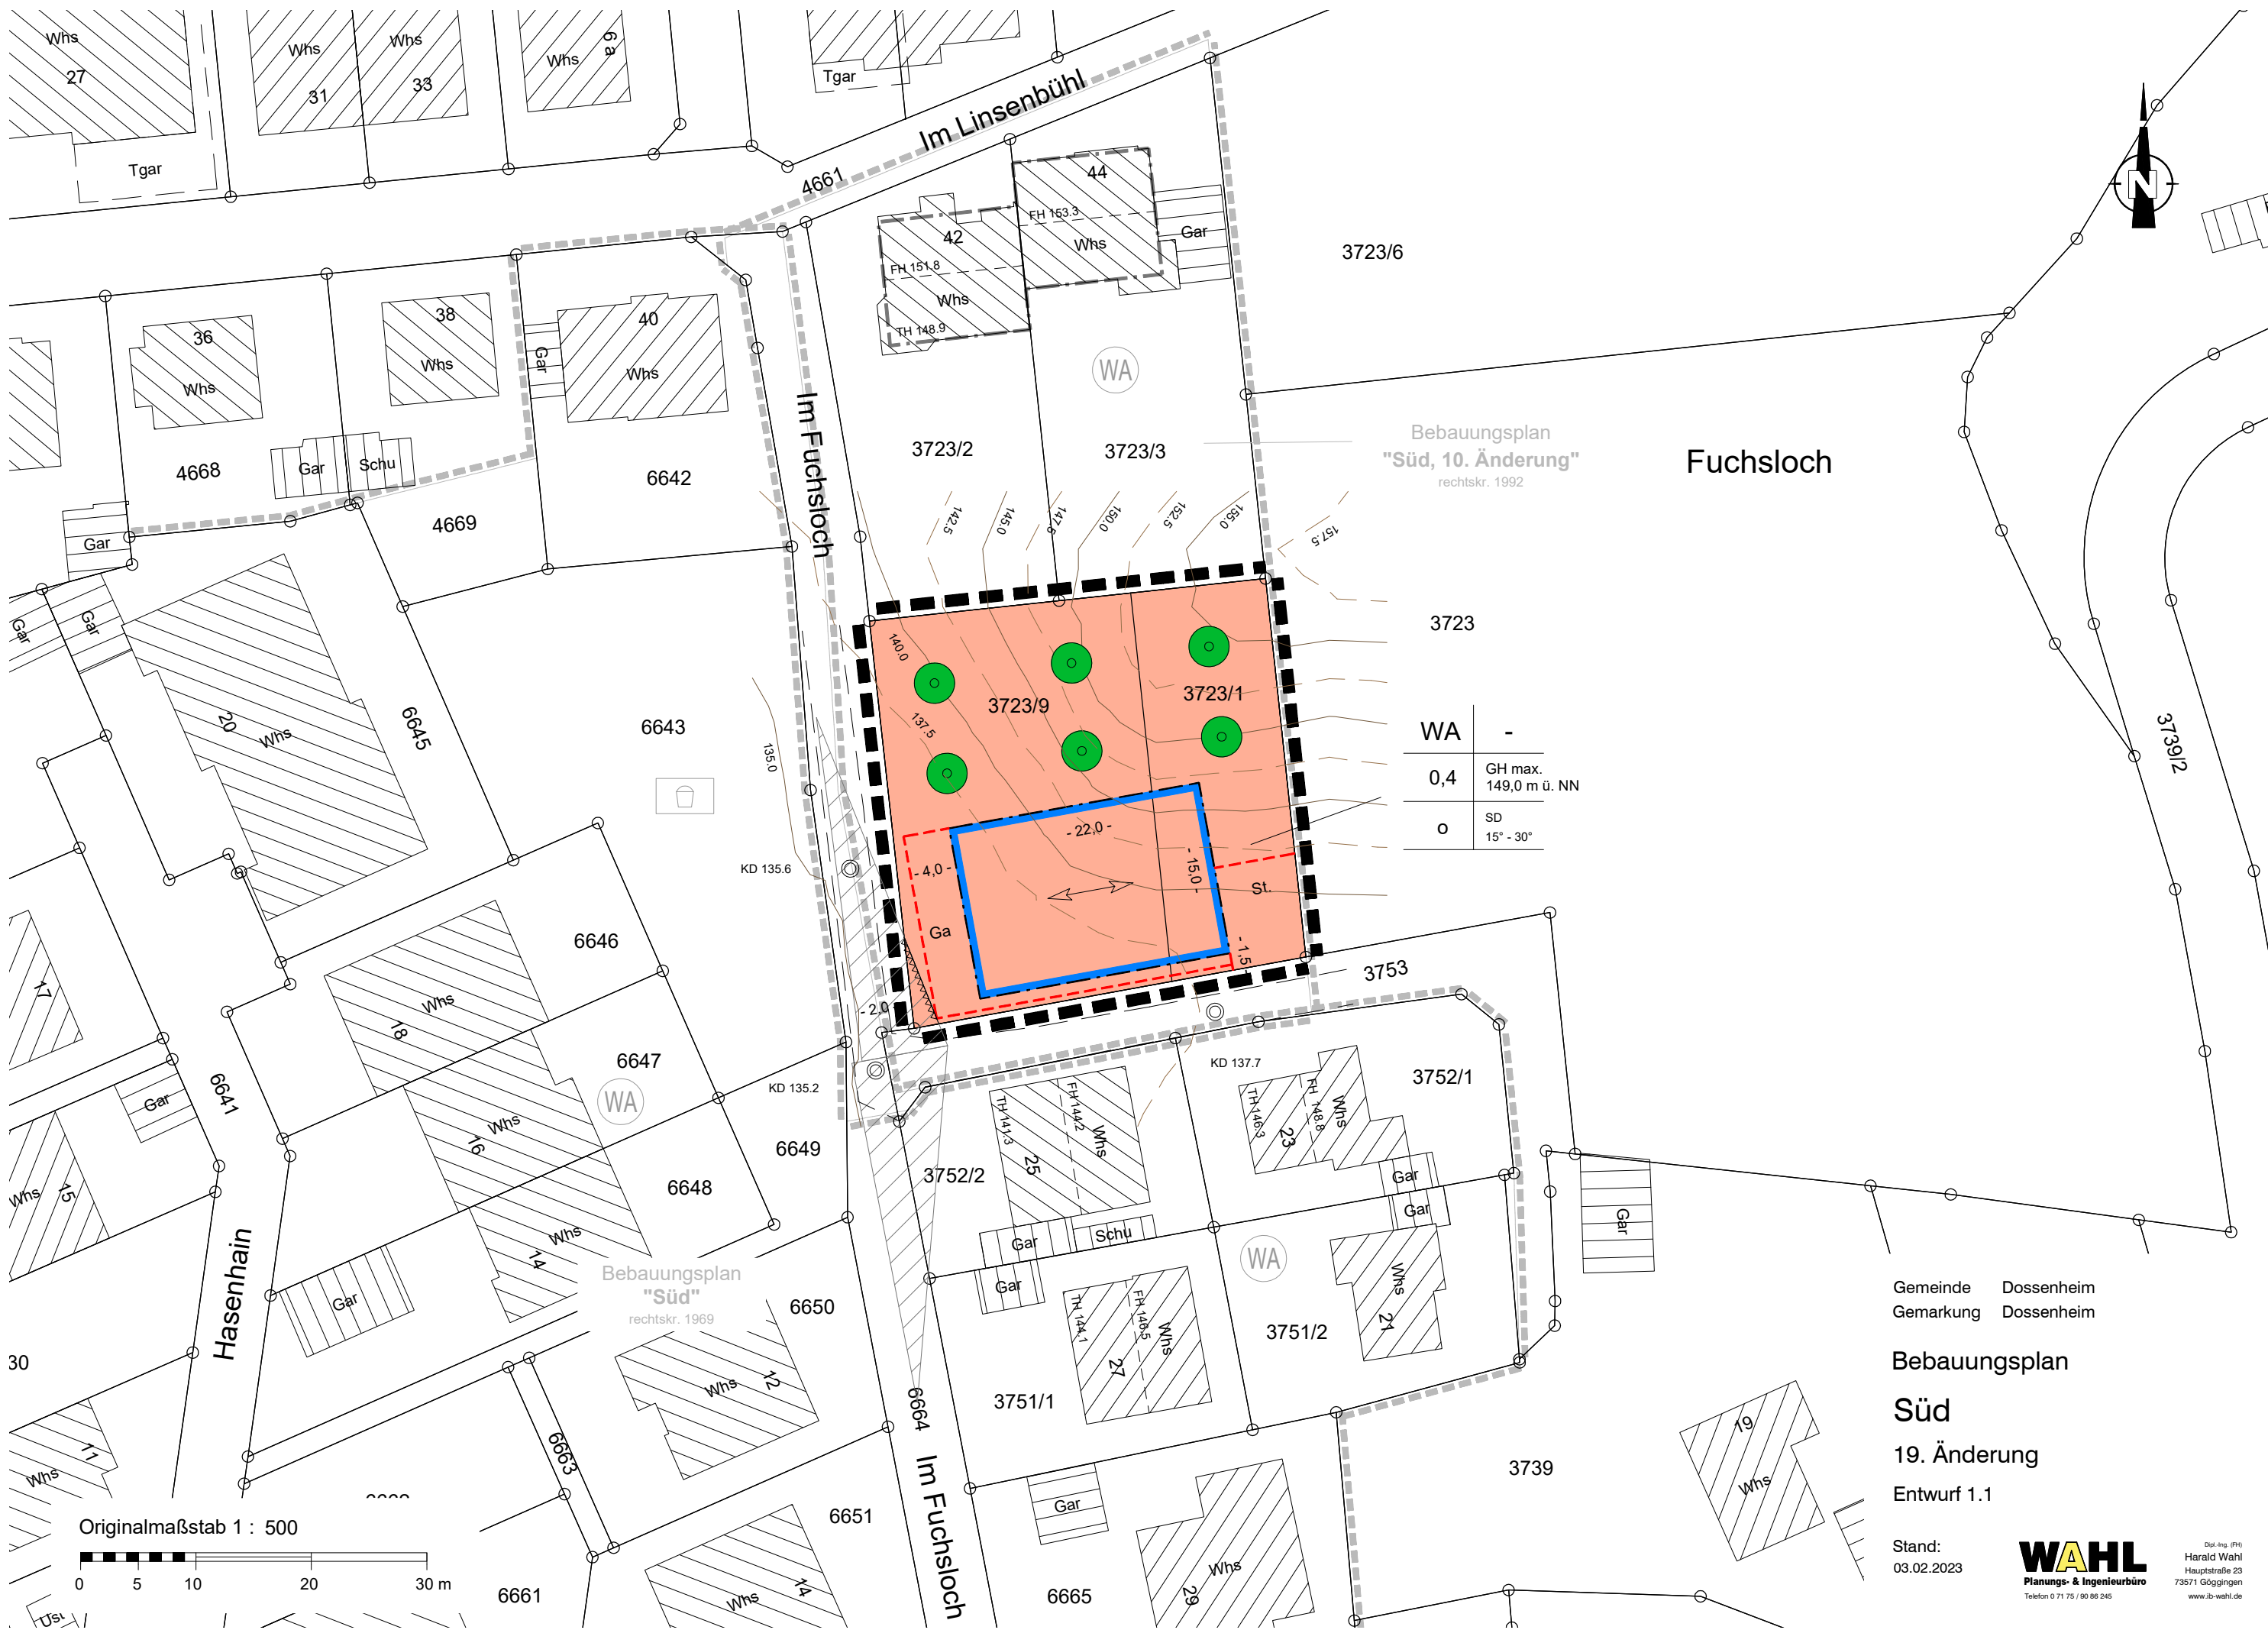 Whs
27
Tgar
Whs
31
Whs
33
Whs
6 a
Tgar
Im Linsenbühl
4661
44
FH 153.3
Whs
Gar
42
FH 151.8
Whs
TH 148.9
3723/6
N
36
Whs
38
Whs
Gar
40
Whs
Im Fuchsloch
WA
3723/2
3723/3
Bebauungsplan
"Süd, 10. Änderung"
rechtskr. 1992
Fuchsloch
4668
Gar
Schu
6642
4669
Gar
142.5
145.0
147.5
150.0
152.5
155.0
157.5
Gar
Gar
3723
140.0
137.5
135.0
3723/9
3723/1
20
Whs
6645
6643
WA
-
0,4
GH max.
149,0 m ü. NN
o
SD
15° - 30°
3739/2
- 22,0 -
- 15,0 -
- 4,0 -
St.
Ga
- 1,5 -
- 2,0
KD 135.6
6646
3753
17
Whs
18
6647
WA
KD 135.2
KD 137.7
3752/1
6641
Gar
Whs
16
6649
3752/2
TH 141.3
FH 144.2
Whs
25
TH 146.3
FH 148.8
Whs
23
Gar
Gar
Gar
Whs
15
6648
Whs
14
Gar
Schu
Gar
WA
Hasenhain
Gar
Bebauungsplan
"Süd"
rechtskr. 1969
6650
TH 144.1
FH 146.5
Whs
27
3751/2
Whs
21
30
Whs
12
3751/1
6664
Im Fuchsloch
11
Whs
6663
3739
19
Whs
Gemeinde Dossenheim
Gemarkung Dossenheim
Bebauungsplan
Süd
19. Änderung
Entwurf 1.1
Stand:
03.02.2023
WAHL
Planungs- & Ingenieurbüro
Telefon 0 71 75 / 90 86 245
Dipl.-Ing. (FH)
Harald Wahl
Hauptstraße 23
73571 Göggingen
www.ib-wahl.de
Originalmaßstab 1 : 500
0 5 10 20 30 m
6651
Gar
6661
Whs
14
6665
Whs
29